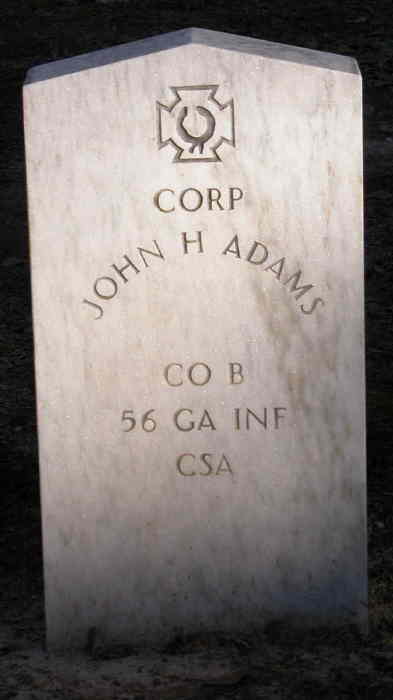 CORP
JOHN H ADAMS
CO B
56 GA INF
CSA